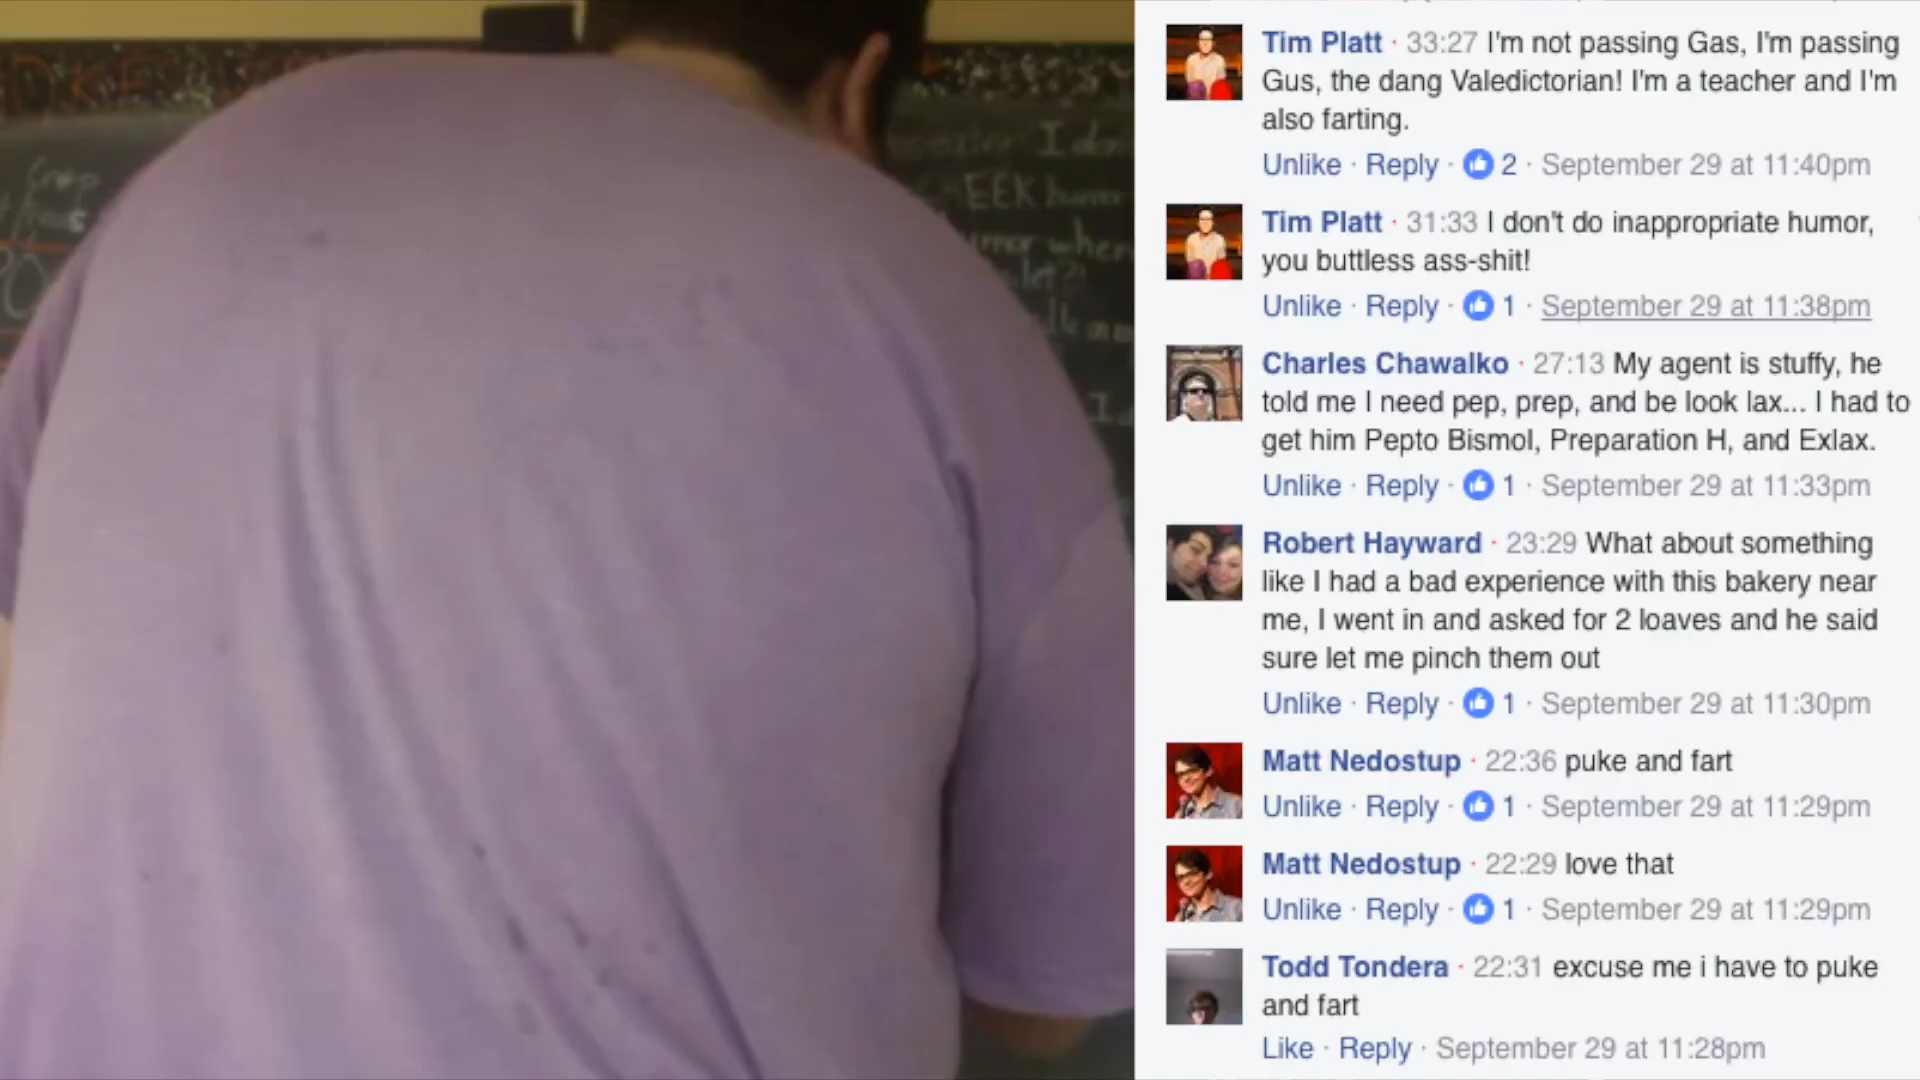 EEK humor
Tim Platt · 33:27 I'm not passing Gas, I'm passing
Gus, the dang Valedictorian! I'm a teacher and I'm
also farting.
Unlike · Reply · 2 · September 29 at 11:40pm
Tim Platt · 31:33 I don't do inappropriate humor,
you buttless ass-shit!
Unlike · Reply · 1 · September 29 at 11:38pm
Charles Chawalko · 27:13 My agent is stuffy, he
told me I need pep, prep, and be look lax... I had to
get him Pepto Bismol, Preparation H, and Exlax.
Unlike · Reply · 1 · September 29 at 11:33pm
Robert Hayward · 23:29 What about something
like I had a bad experience with this bakery near
me, I went in and asked for 2 loaves and he said
sure let me pinch them out
Unlike · Reply · 1 · September 29 at 11:30pm
Matt Nedostup · 22:36 puke and fart
Unlike · Reply · 1 · September 29 at 11:29pm
Matt Nedostup · 22:29 love that
Unlike · Reply · 1 · September 29 at 11:29pm
Todd Tondera · 22:31 excuse me i have to puke
and fart
Like · Reply · September 29 at 11:28pm